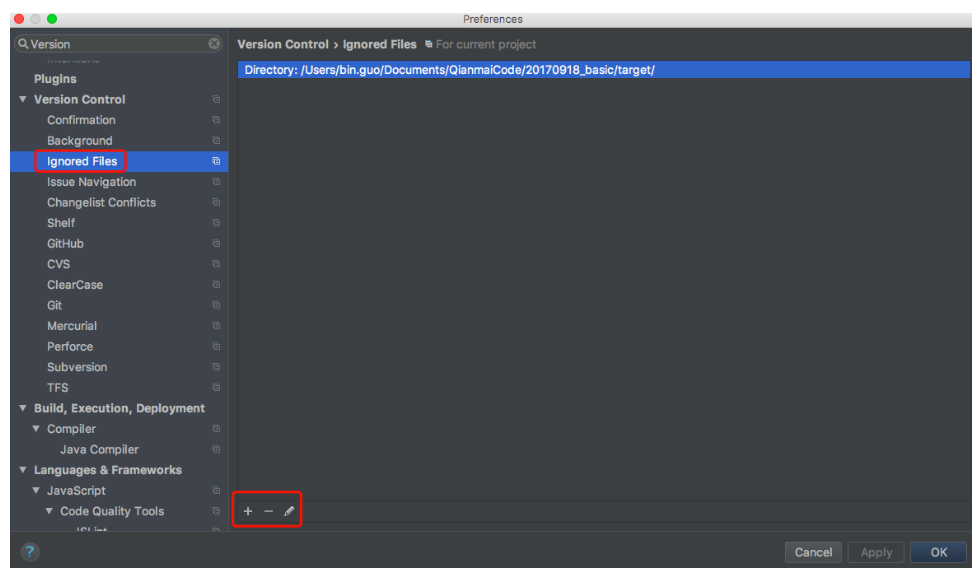 Preferences
Version
Plugins
Version Control
Confirmation
Background
Ignored Files
Issue Navigation
Changelist Conflicts
Shelf
GitHub
CVS
ClearCase
Git
Mercurial
Perforce
Subversion
TFS
Build, Execution, Deployment
Compiler
Java Compiler
Languages & Frameworks
JavaScript
Code Quality Tools
Version Control › Ignored Files For current project
Directory: /Users/bin.guo/Documents/QianmaiCode/20170918_basic/target/
+ −
?
Cancel Apply OK